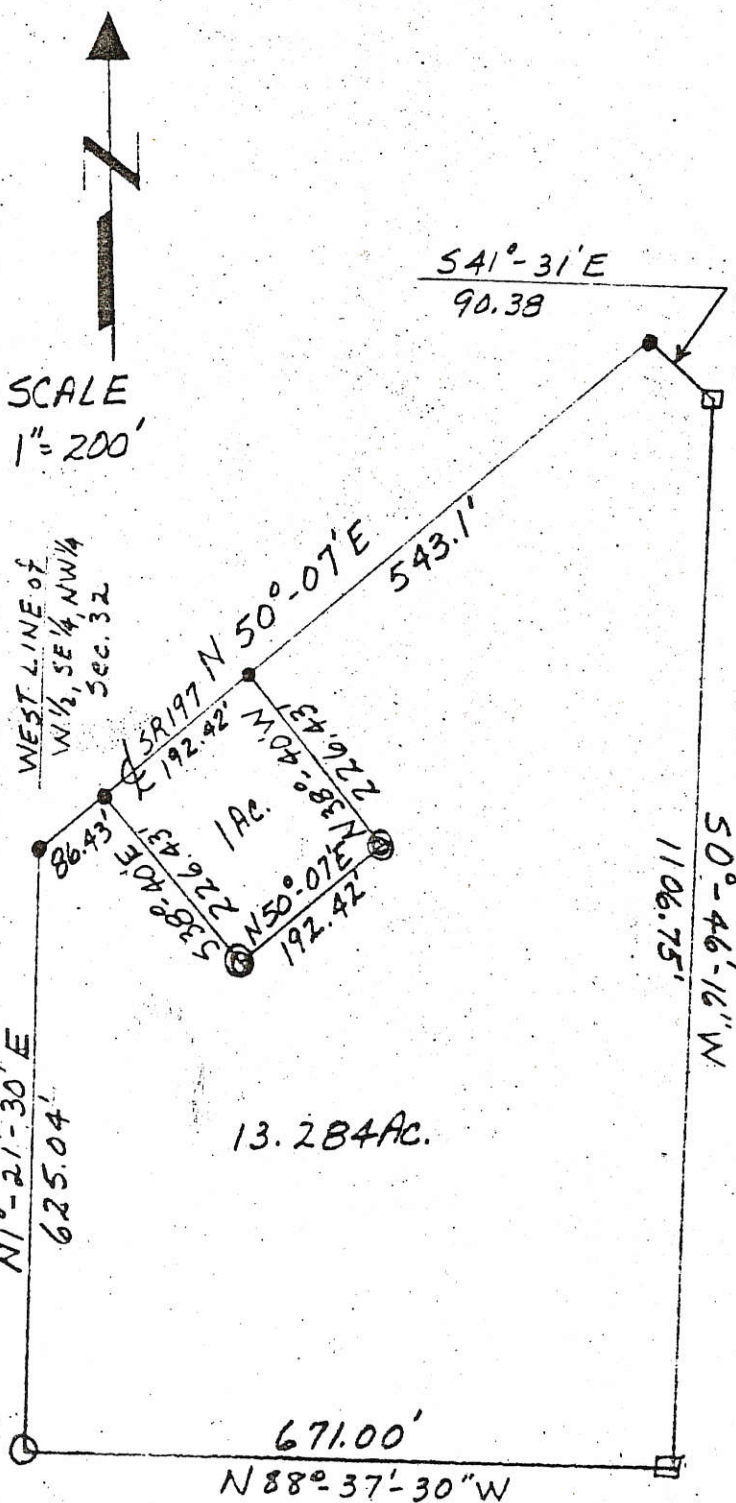 N
S41°-31'E
90.38
SCALE
1"=200'
WEST LINE of
W½, SE¼, NW¼
Sec. 32
N 50°-07'E
543.1'
℄ SR197
192.42'
86.43'
S38°-40'E
226.43'
1Ac.
N38°-40'W
226.43'
N50°-07'E
192.42'
S0°-46'-16"W
1106.75'
N1°-21'-30' E
625.04'
13.284Ac.
671.00'
N88°-37'-30"W